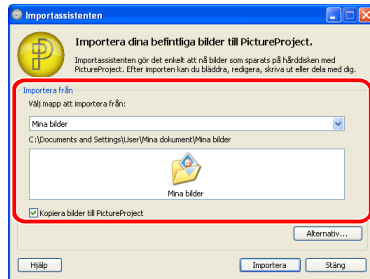 Importassistenten
Importera dina befintliga bilder till PictureProject.
Importassistenten gör det enkelt att nå bilder som sparats på hårddisken med
PictureProject. Efter importen kan du bläddra, redigera, skriva ut eller dela med dig.
Importera från
Välj mapp att importera från:
Mina bilder
C:\Documents and Settings\User\Mina dokument\Mina bilder
Mina bilder
Kopiera bilder till PictureProject
Alternativ...
Hjälp
Importera
Stäng